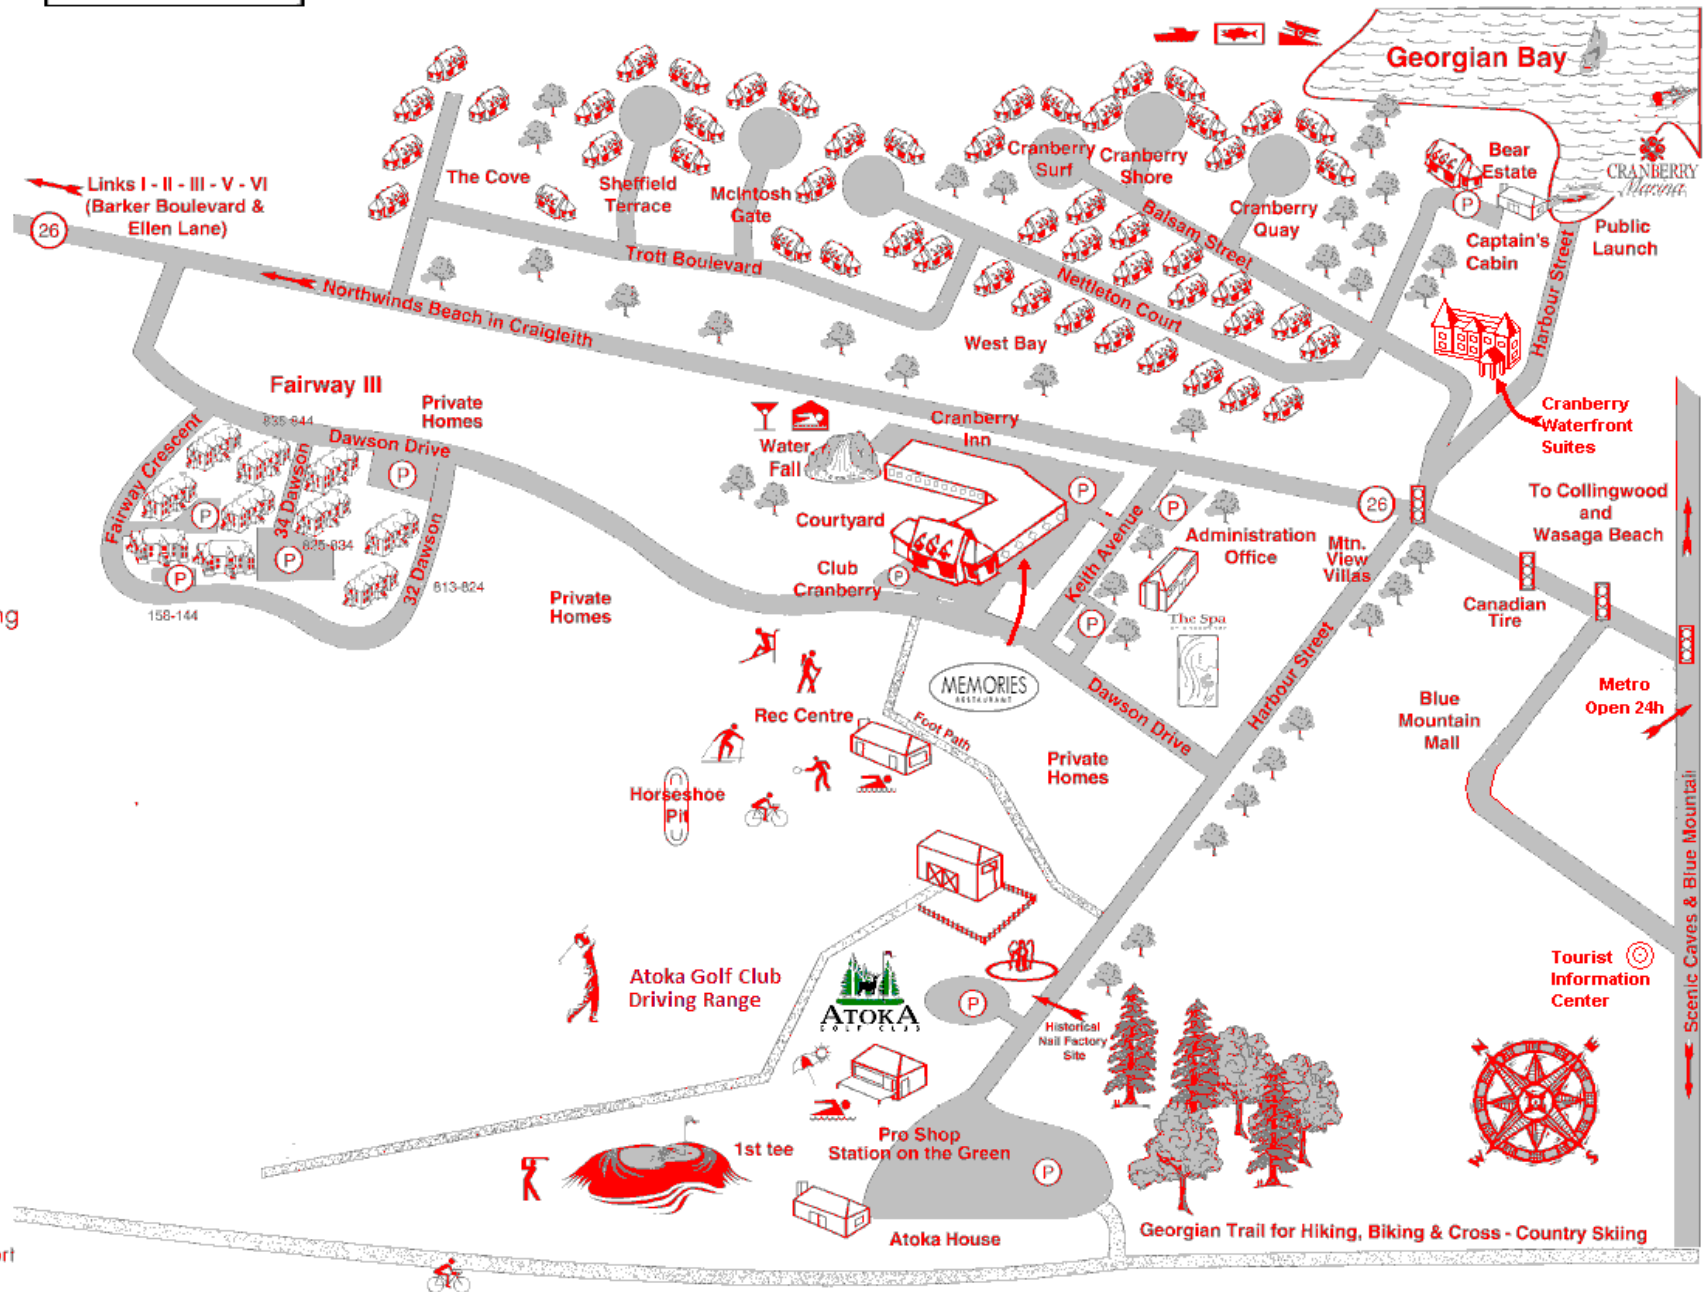 Georgian Bay
CRANBERRY
Marina
Bear
Estate
P
Captain's
Cabin
Public
Launch
Harbour Street
Links I - II - III - V - VI
(Barker Boulevard &
Ellen Lane)
26
The Cove
Sheffield
Terrace
McIntosh
Gate
Trott Boulevard
Cranberry
Surf
Cranberry
Shore
Cranberry
Quay
Balsam Street
Nettleton Court
West Bay
Northwinds Beach in Craigleith
Cranberry
Waterfront
Suites
Fairway III
Private
Homes
835-844
Dawson Drive
P
Fairway Crescent
34 Dawson
P
825-834
P
P
32 Dawson
813-824
158-144
Private
Homes
Water
Fall
Cranberry
Inn
P
Courtyard
Club
Cranberry
P
Keith Avenue
P
P
Administration
Office
The Spa
26
Mtn.
View
Villas
To Collingwood
and
Wasaga Beach
Canadian
Tire
Metro
Open 24h
Blue
Mountain
Mall
Harbour Street
Dawson Drive
MEMORIES
RESTAURANT
Foot Path
Rec Centre
Private
Homes
Horseshoe
Pit
ng
Atoka Golf Club
Driving Range
ATOKA
GOLF CLUB
P
Historical
Nail Factory
Site
Tourist
Information
Center
Scenic Caves & Blue Mountail
N
E
W
S
1st tee
Pro Shop
Station on the Green
P
Atoka House
Georgian Trail for Hiking, Biking & Cross - Country Skiing
ort